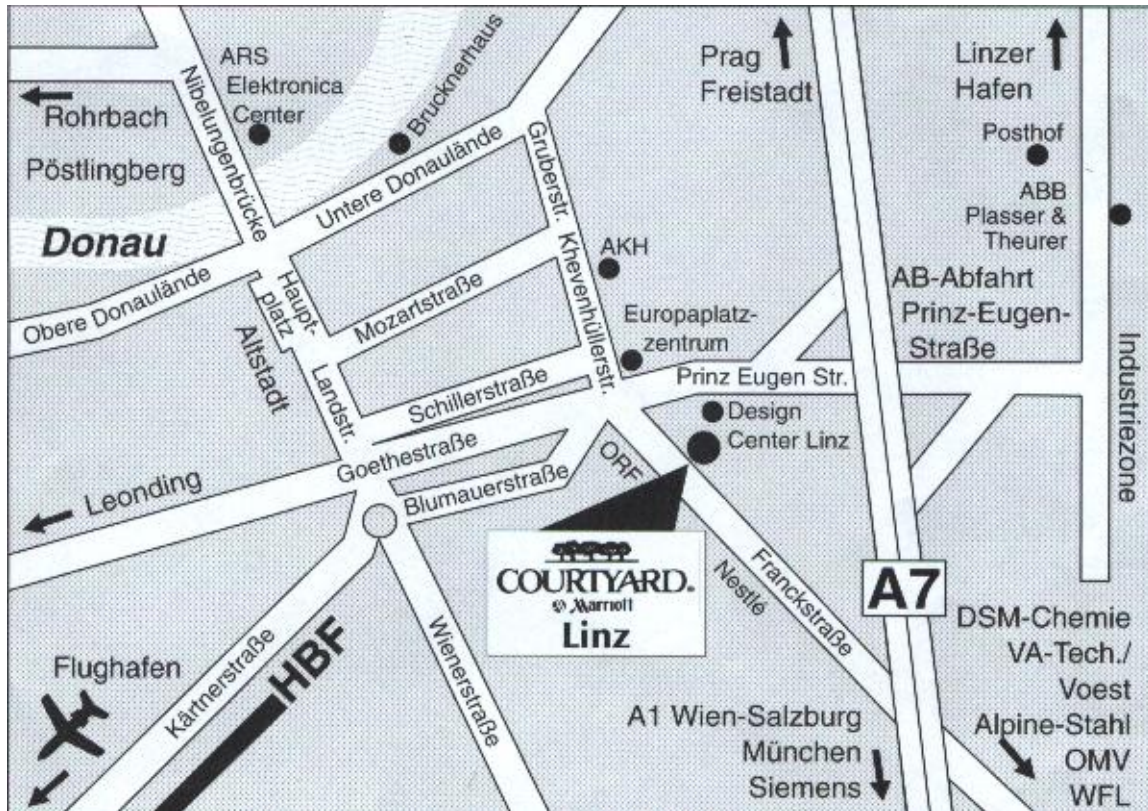 ARS
Elektronica
Center
Brucknerhaus
Nibelungenbrücke
Rohrbach
Pöstlingberg
Donau
Untere Donaulände
Obere Donaulände
Gruberstr.
Khevenhüllerstr.
Haupt-
platz
Mozartstraße
Altstadt
Landstr.
Schillerstraße
Goethestraße
Blumauerstraße
AKH
Europaplatz-
zentrum
Prinz Eugen Str.
Design
Center Linz
Prag
Freistadt
Linzer
Hafen
Posthof
ABB
Plasser &
Theurer
AB-Abfahrt
Prinz-Eugen-
Straße
Industriezone
Leonding
ORF
COURTYARD®
Marriott
Linz
Nestlé
Franckstraße
A7
Flughafen
Kärtnerstraße
HBF
Wienerstraße
A1 Wien-Salzburg
München
Siemens
DSM-Chemie
VA-Tech./
Voest
Alpine-Stahl
OMV
WFL